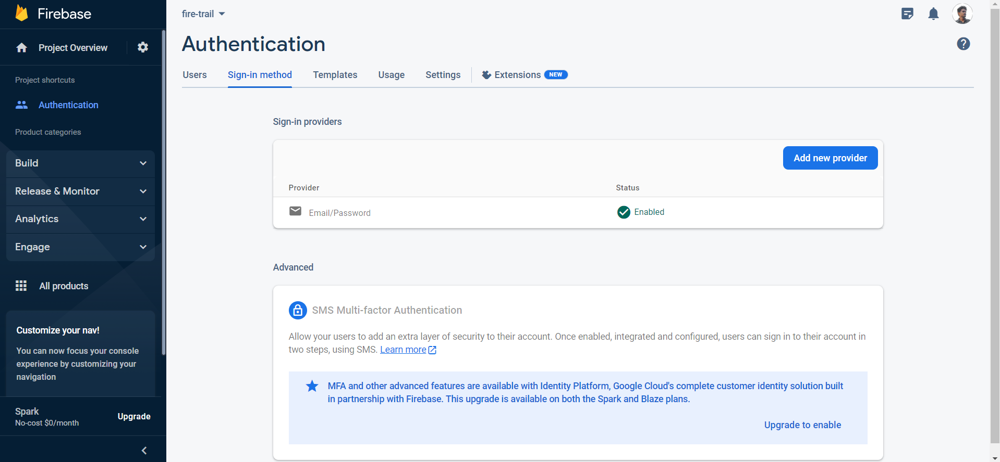 Firebase
Project Overview
Project shortcuts
Authentication
Product categories
Build
Release & Monitor
Analytics
Engage
All products
Customize your nav!
You can now focus your console
experience by customizing your
navigation
Spark
No-cost $0/month
Upgrade
fire-trail
Authentication
Users
Sign-in method
Templates
Usage
Settings
Extensions
NEW
Sign-in providers
Add new provider
Provider
Status
Email/Password
Enabled
Advanced
SMS Multi-factor Authentication
Allow your users to add an extra layer of security to their account. Once enabled, integrated and configured, users can sign in to their account in
two steps, using SMS. Learn more
MFA and other advanced features are available with Identity Platform, Google Cloud's complete customer identity solution built
in partnership with Firebase. This upgrade is available on both the Spark and Blaze plans.
Upgrade to enable